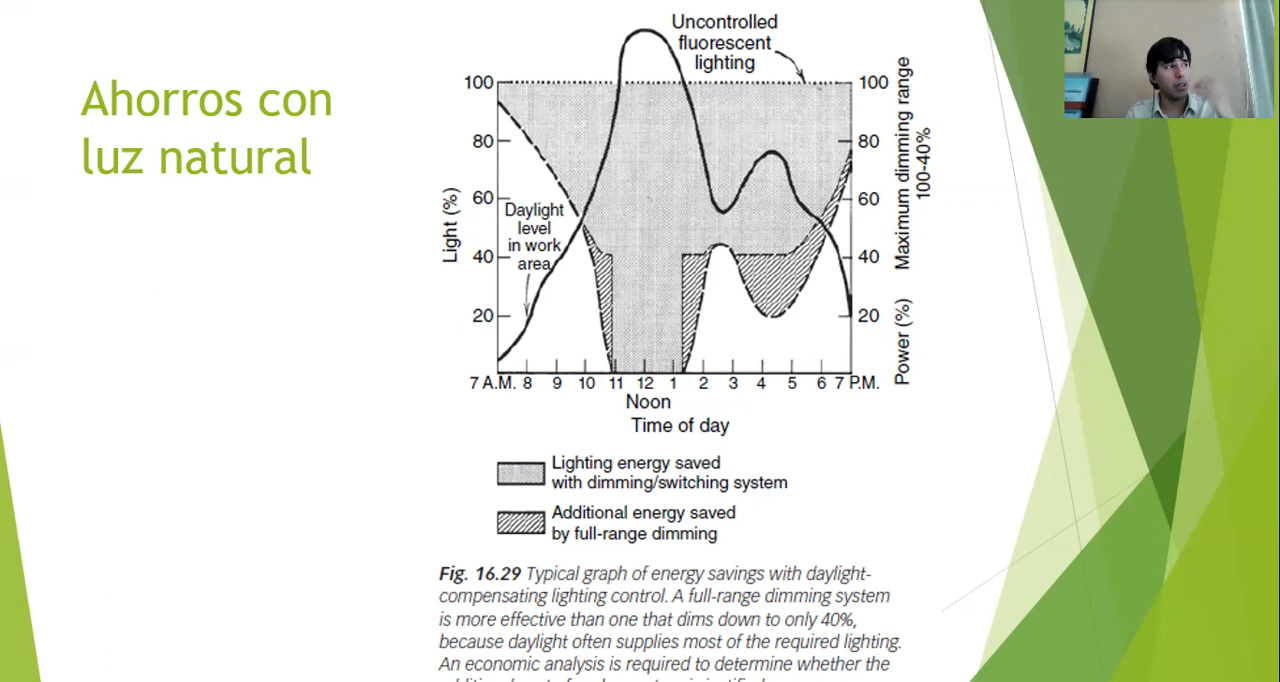 Ahorros con
luz natural
Uncontrolled
fluorescent
lighting
100
80
60
40
20
Light (%)
Daylight
level
in work
area
100
80
60
40
20
Maximum dimming range
100-40%
Power (%)
7 A.M. 8 9 10 11 12 1 2 3 4 5 6 7 P.M.
Noon
Time of day
Lighting energy saved
with dimming/switching system
Additional energy saved
by full-range dimming
Fig. 16.29 Typical graph of energy savings with daylight-
compensating lighting control. A full-range dimming system
is more effective than one that dims down to only 40%,
because daylight often supplies most of the required lighting.
An economic analysis is required to determine whether the